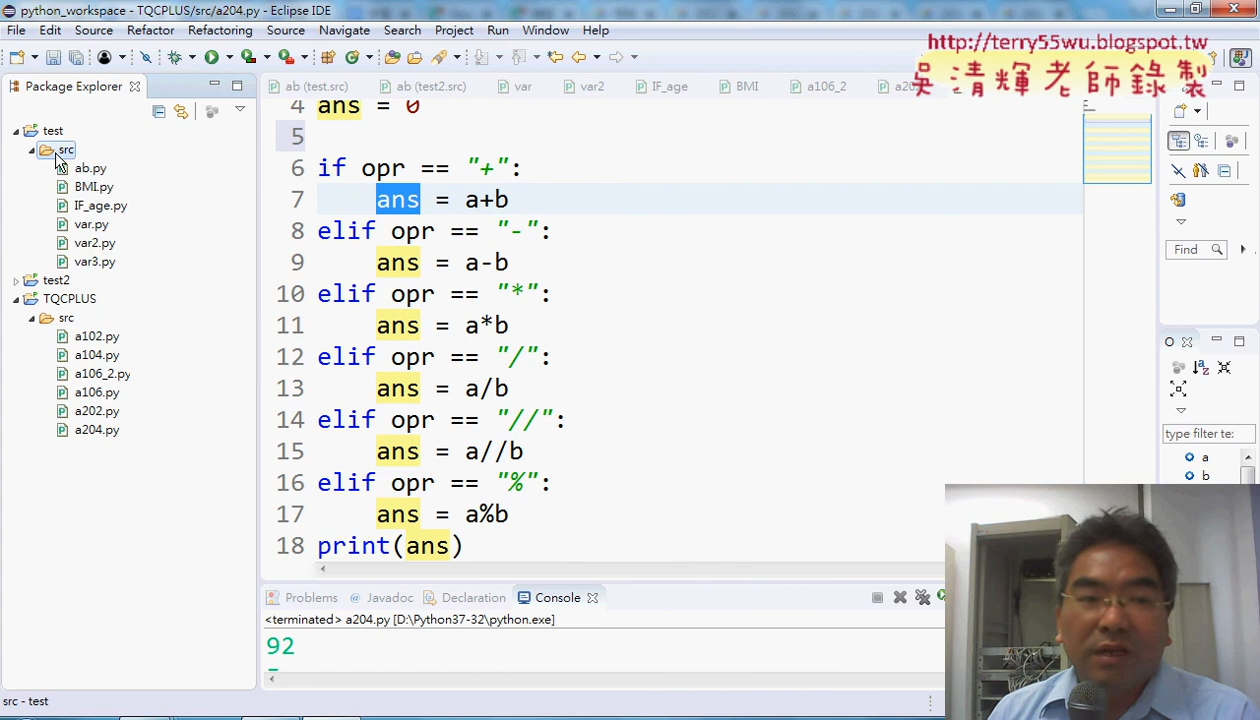 python_workspace - TQCPLUS/src/a204.py - Eclipse IDE
File Edit Source Refactor Refactoring Source Navigate Search Project Run Window Help
http://terry55wu.blogspot.tw
吳清輝老師錄製
Package Explorer
ab (test.src) ab (test2.src) var var2 IF_age BMI a106_2
test
src
ab.py
BMI.py
IF_age.py
var.py
var2.py
var3.py
test2
TQCPLUS
src
a102.py
a104.py
a106_2.py
a106.py
a202.py
a204.py
4 ans = 0
5
6 if opr == "+":
7 ans = a+b
8 elif opr == "-":
9 ans = a-b
10 elif opr == "*":
11 ans = a*b
12 elif opr == "/":
13 ans = a/b
14 elif opr == "//":
15 ans = a//b
16 elif opr == "%":
17 ans = a%b
18 print(ans)
Find
O
type filter te:
a
b
Problems @ Javadoc Declaration Console
<terminated> a204.py [D:\Python37-32\python.exe]
92
src - test